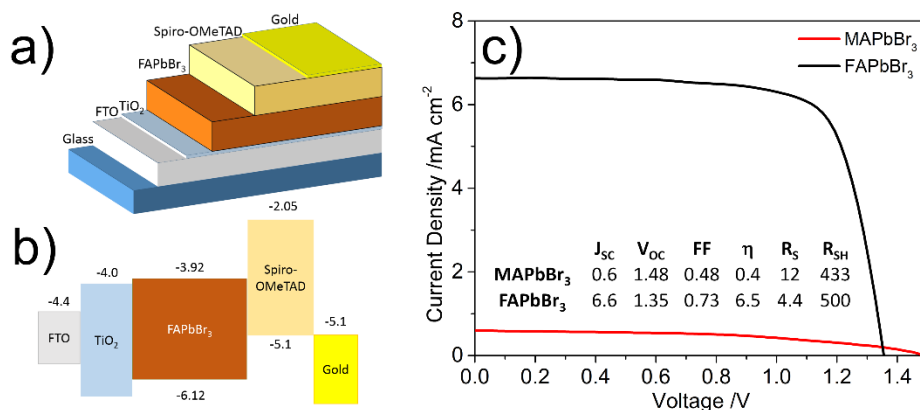 a)
Gold
Spiro-OMeTAD
FAPbBr₃
TiO₂
FTO
Glass
b)
-2.05
-3.92
-4.0
-4.4
Spiro-
OMeTAD
FTO
TiO₂
FAPbBr₃
-5.1
-5.1
Gold
-6.12
c)
MAPbBr₃
FAPbBr₃
Current Density /mA cm⁻²
8
6
4
2
0
J_SC V_OC FF η R_S R_SH
MAPbBr₃ 0.6 1.48 0.48 0.4 12 433
FAPbBr₃ 6.6 1.35 0.73 6.5 4.4 500
0.0 0.2 0.4 0.6 0.8 1.0 1.2 1.4
Voltage /V